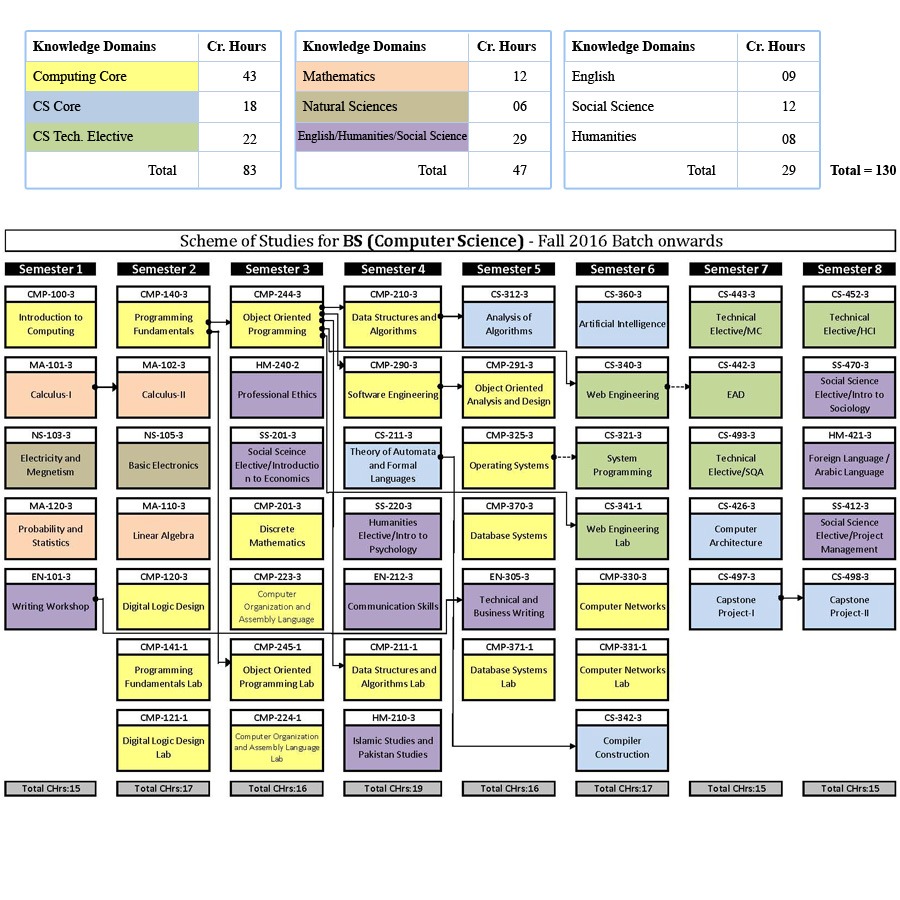 Knowledge Domains Cr. Hours
Computing Core 43
CS Core 18
CS Tech. Elective 22
Total 83
Knowledge Domains Cr. Hours
Mathematics 12
Natural Sciences 06
English/Humanities/Social Science 29
Total 47
Knowledge Domains Cr. Hours
English 09
Social Science 12
Humanities 08
Total 29
Total = 130
Scheme of Studies for BS (Computer Science) - Fall 2016 Batch onwards
Semester 1
CMP-100-3
Introduction to
Computing
MA-101-3
Calculus-I
NS-103-3
Electricity and
Megnetism
MA-120-3
Probability and
Statistics
EN-101-3
Writing Workshop
Total CHrs:15
Semester 2
CMP-140-3
Programming
Fundamentals
MA-102-3
Calculus-II
NS-105-3
Basic Electronics
MA-110-3
Linear Algebra
CMP-120-3
Digital Logic Design
CMP-141-1
Programming
Fundamentals Lab
CMP-121-1
Digital Logic Design
Lab
Total CHrs:17
Semester 3
CMP-244-3
Object Oriented
Programming
HM-240-2
Professional Ethics
SS-201-3
Social Sceince
Elective/Introductio
n to Economics
CMP-201-3
Discrete
Mathematics
CMP-223-3
Computer
Organization and
Assembly Language
CMP-245-1
Object Oriented
Programming Lab
CMP-224-1
Computer Organization
and Assembly Language
Lab
Total CHrs:16
Semester 4
CMP-210-3
Data Structures and
Algorithms
CMP-290-3
Software Engineering
CS-211-3
Theory of Automata
and Formal
Languages
SS-220-3
Humanities
Elective/Intro to
Psychology
EN-212-3
Communication Skills
CMP-211-1
Data Structures and
Algorithms Lab
HM-210-3
Islamic Studies and
Pakistan Studies
Total CHrs:19
Semester 5
CS-312-3
Analysis of
Algorithms
CMP-291-3
Object Oriented
Analysis and Design
CMP-325-3
Operating Systems
CMP-370-3
Database Systems
EN-305-3
Technical and
Business Writing
CMP-371-1
Database Systems
Lab
Total CHrs:16
Semester 6
CS-360-3
Artificial Intelligence
CS-340-3
Web Engineering
CS-321-3
System
Programming
CS-341-1
Web Engineering
Lab
CMP-330-3
Computer Networks
CMP-331-1
Computer Networks
Lab
CS-342-3
Compiler
Construction
Total CHrs:17
Semester 7
CS-443-3
Technical
Elective/MC
CS-442-3
EAD
CS-493-3
Technical
Elective/SQA
CS-426-3
Computer
Architecture
CS-497-3
Capstone
Project-I
Total CHrs:15
Semester 8
CS-452-3
Technical
Elective/HCI
SS-470-3
Social Science
Elective/Intro to
Sociology
HM-421-3
Foreign Language /
Arabic Language
SS-412-3
Social Science
Elective/Project
Management
CS-498-3
Capstone
Project-II
Total CHrs:15